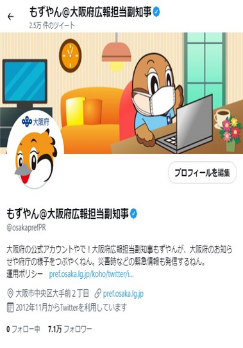 もずやん@大阪府広報担当副知事
2.5万 件のツイート
大阪府
プロフィールを編集
もずやん@大阪府広報担当副知事
@osakaprefPR
大阪府の公式アカウントやで！大阪府広報担当副知事もずやんが、大阪府のお知ら
せや府庁の様子をつぶやくねん。災害時などの緊急情報も発信するねん。
運用ポリシー pref.osaka.lg.jp/koho/twitter/i...
大阪市中央区大手前２丁目 pref.osaka.lg.jp
2012年11月からTwitterを利用しています
0 フォロー中 7.1万 フォロワー